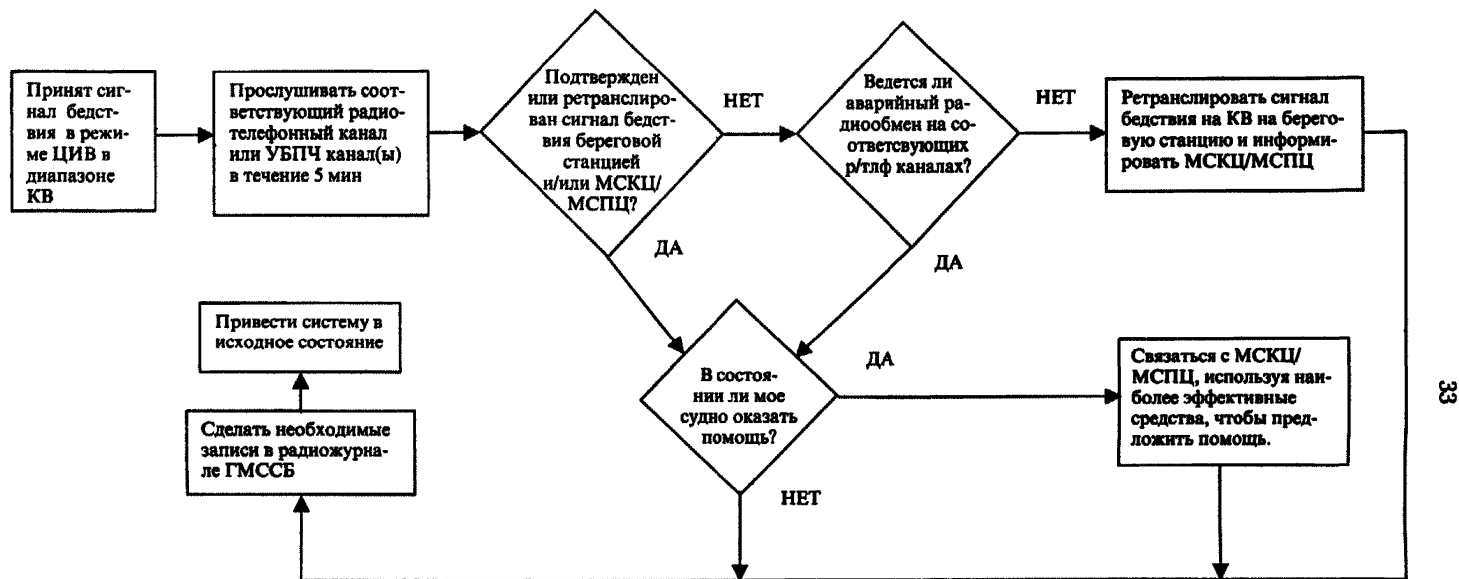 Принят сиг-
нал бедст-
вия в режи-
ме ЦИВ в
диапазоне
КВ
Прослушивать соот-
ветствующий радио-
телефонный канал
или УБПЧ канал(ы)
в течение 5 мин
Подтвержден
или ретранслиро-
ван сигнал бедст-
вия береговой
станцией
и/или МСКЦ/
МСПЦ?
НЕТ
Ведется ли
аварийный ра-
диообмен на со-
ответсвующих
р/тлф каналах?
НЕТ
Ретранслировать сигнал
бедствия на КВ на берего-
вую станцию и информи-
ровать МСКЦ/МСПЦ
ДА
ДА
Привести систему в
исходное состояние
В состоя-
нии ли мое
судно оказать
помощь?
ДА
Связаться с МСКЦ/
МСПЦ, используя наи-
более эффективные
средства, чтобы пред-
ложить помощь.
33
Сделать необходимые
записи в радиожурна-
ле ГМССБ
НЕТ